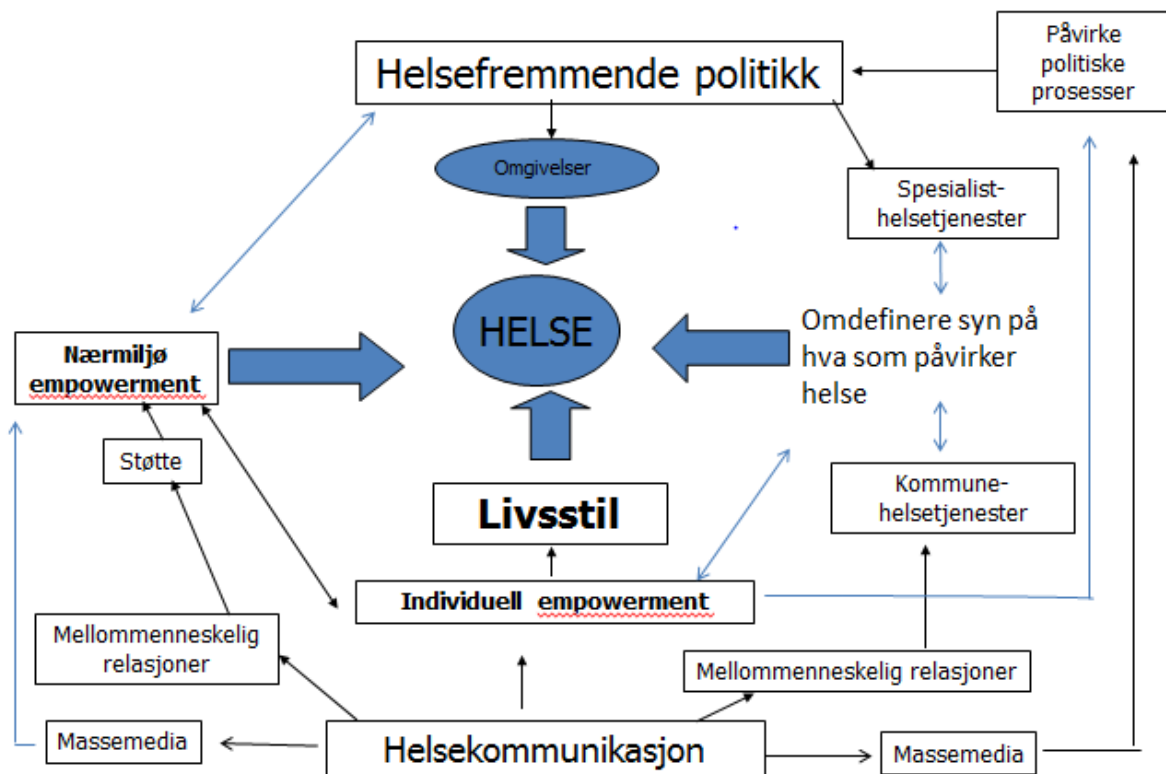 Helsefremmende politikk
Påvirke
politiske
prosesser
Omgivelser
Spesialist-
helsetjenester
HELSE
Omdefinere syn på
hva som påvirker
helse
Nærmiljø
empowerment
Støtte
Livsstil
Kommune-
helsetjenester
Individuell empowerment
Mellommenneskelig
relasjoner
Mellommenneskelig relasjoner
Massemedia
Helsekommunikasjon
Massemedia